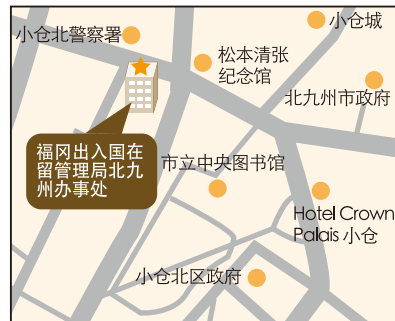 小仓城
小仓北警察署
松本清张
纪念馆
北九州市政府
福冈出入国在
留管理局北九
州办事处
市立中央图书馆
Hotel Crown
Palais 小仓
小仓北区政府